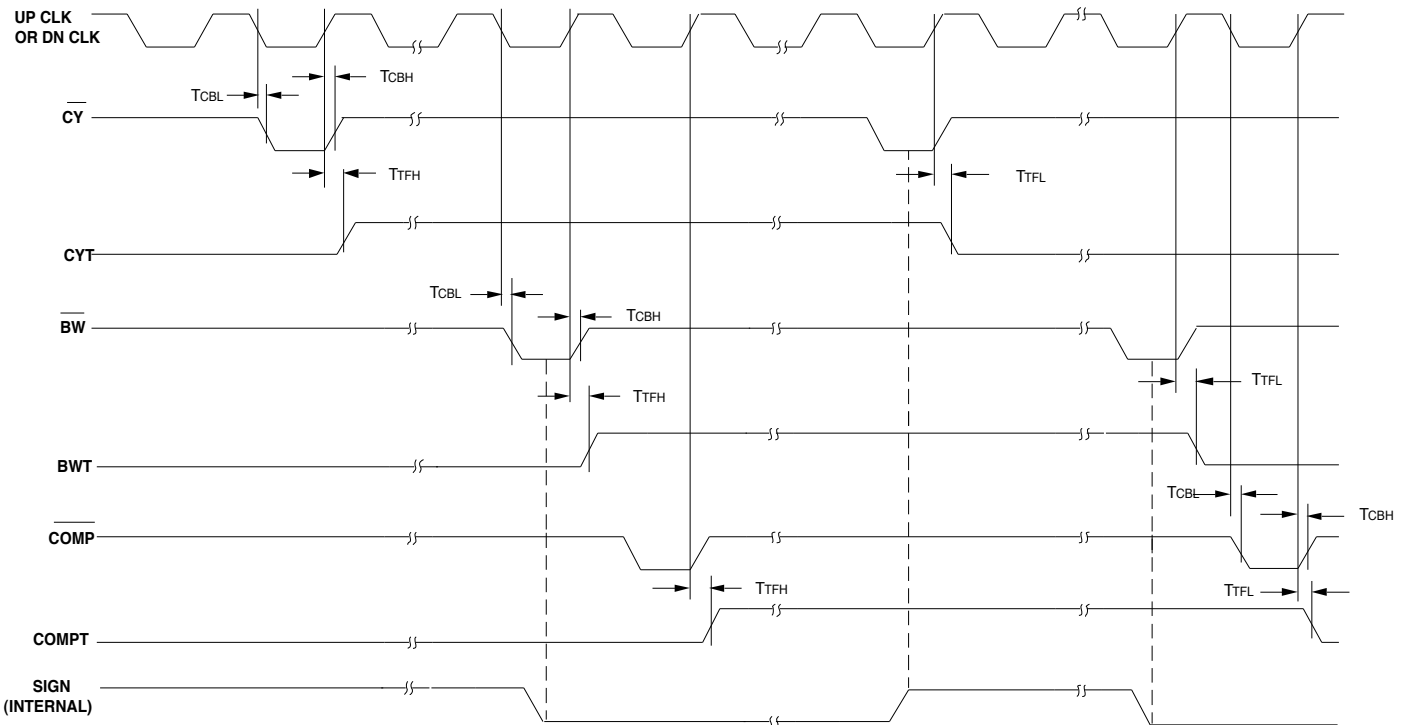 UP CLK
OR DN CLK
TCBH
TCBL
CY
TTFH
TTFL
CYT
TCBL
TCBH
BW
TTFL
TTFH
BWT
TCBL
TCBH
COMP
TTFH
TTFL
COMPT
SIGN
(INTERNAL)